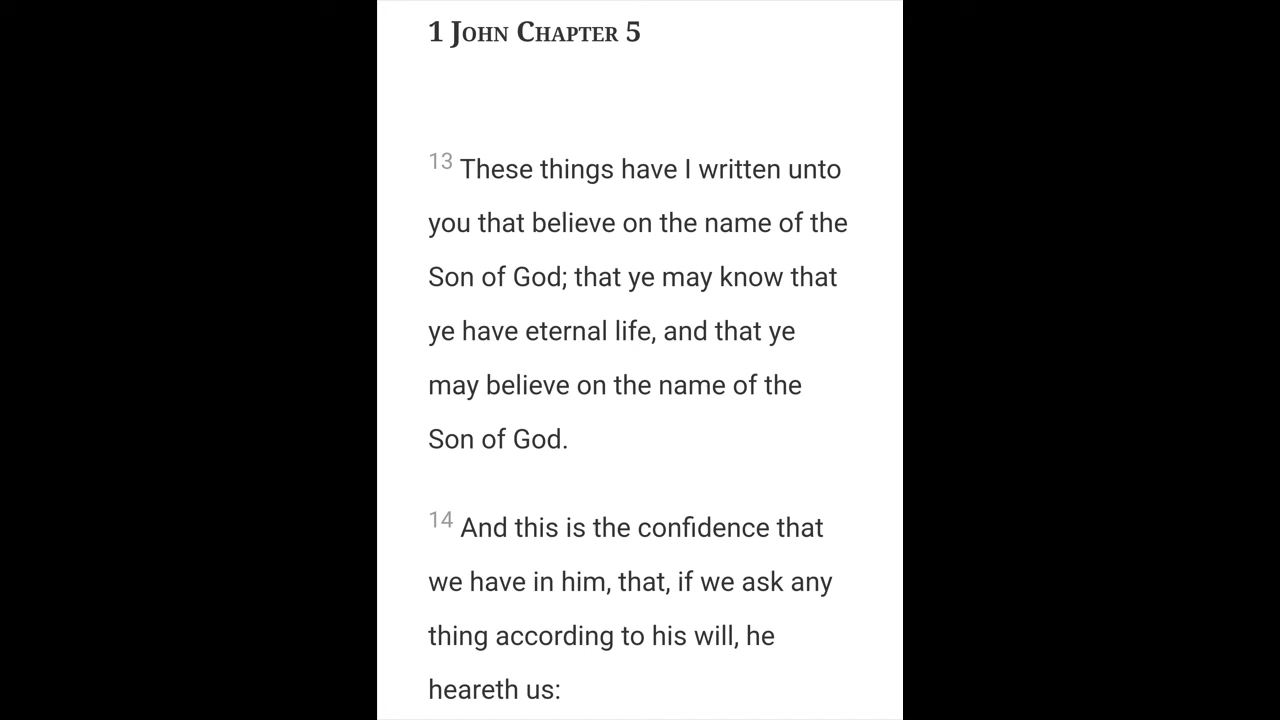 1 John Chapter 5
13 These things have I written unto
you that believe on the name of the
Son of God; that ye may know that
ye have eternal life, and that ye
may believe on the name of the
Son of God.
14 And this is the confidence that
we have in him, that, if we ask any
thing according to his will, he
heareth us: